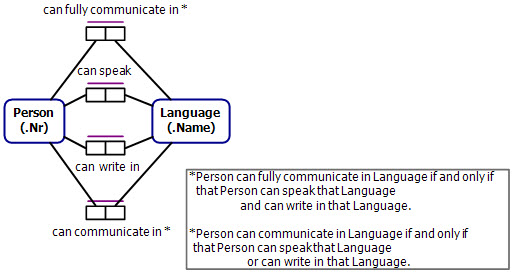 can fully communicate in *
can speak
Person
(.Nr)
Language
(.Name)
can write in
can communicate in *
*Person can fully communicate in Language if and only if
that Person can speak that Language
and can write in that Language.
*Person can communicate in Language if and only if
that Person can speakthat Language
or can write in that Language.